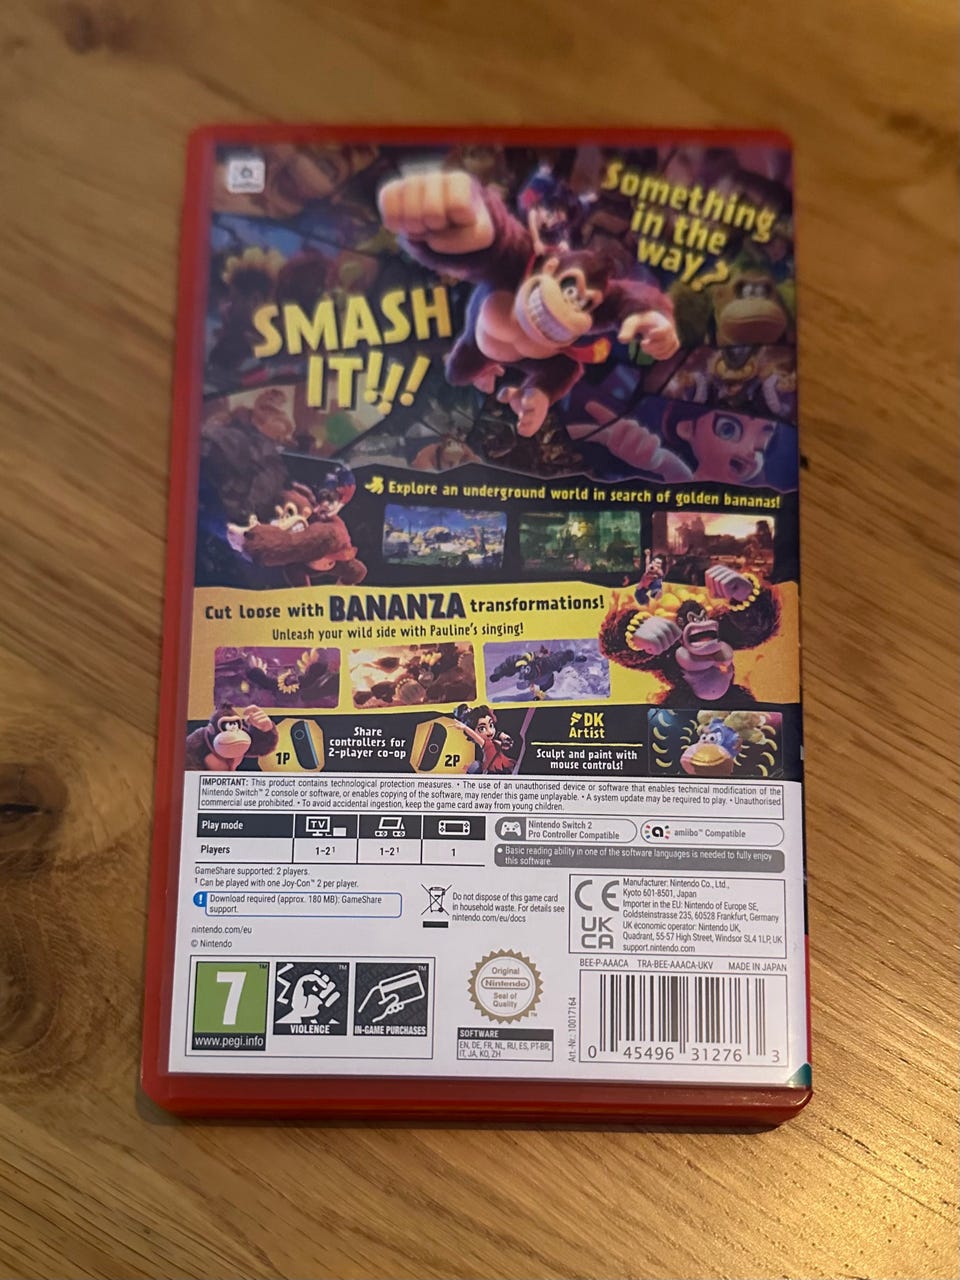 Something
in the
way?
SMASH
IT!!!
Explore an underground world in search of golden bananas!
Cut loose with BANANZA transformations!
Unleash your wild side with Pauline's singing!
1P
Share
controllers for
2-player co-op
2P
DK
Artist
Sculpt and paint with
mouse controls!
IMPORTANT: This product contains technological protection measures. • The use of an unauthorised device or software that enables technical modification of the
Nintendo Switch™ 2 console or software, or enables copying of the software, may render this game unplayable. • A system update may be required to play. • Unauthorised
commercial use prohibited. • To avoid accidental ingestion, keep the game card away from young children.
Play mode
TV
Players
1-2¹
1-2¹
1
Nintendo Switch 2
Pro Controller Compatible
amiibo™ Compatible
• Basic reading ability in one of the software languages is needed to fully enjoy
this software.
GameShare supported: 2 players.
¹ Can be played with one Joy-Con™ 2 per player.
! Download required (approx. 180 MB): GameShare
support.
nintendo.com/eu
© Nintendo
Do not dispose of this game card
in household waste. For details see
nintendo.com/eu/docs
CE
UK
CA
Manufacturer: Nintendo Co., Ltd.,
Kyoto 601-8501, Japan
Importer in the EU: Nintendo of Europe SE,
Goldsteinstrasse 235, 60528 Frankfurt, Germany
UK economic operator: Nintendo UK,
Quadrant, 55-57 High Street, Windsor SL4 1LP, UK
support.nintendo.com
BEE-P-AAACA TRA-BEE-AAACA-UKV MADE IN JAPAN
7™
www.pegi.info
™
VIOLENCE
™
IN-GAME PURCHASES
Original
Nintendo
Seal of
Quality
™
SOFTWARE
EN, DE, FR, NL, RU, ES, PT-BR,
IT, JA, KO, ZH
Art.-Nr.: 10017164
0 45496 31276 3